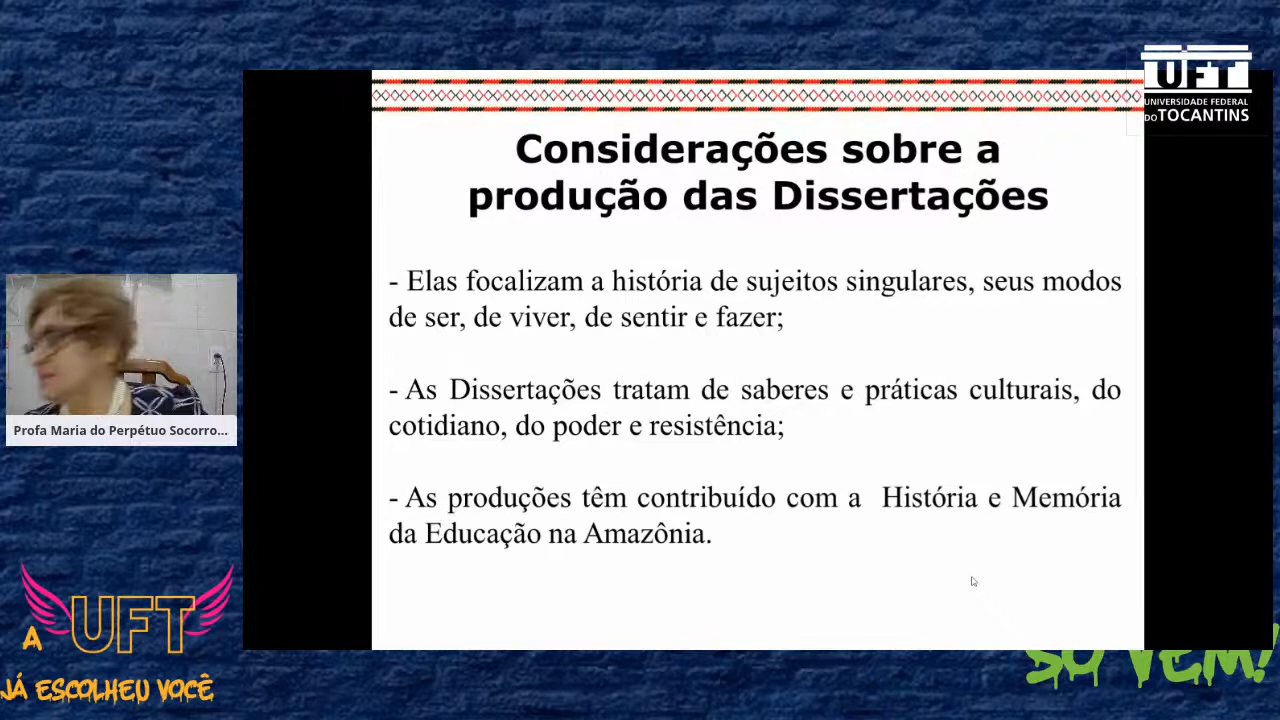 UFT
UNIVERSIDADE FEDERAL
DO TOCANTINS
Considerações sobre a
produção das Dissertações
- Elas focalizam a história de sujeitos singulares, seus modos
de ser, de viver, de sentir e fazer;
- As Dissertações tratam de saberes e práticas culturais, do
cotidiano, do poder e resistência;
- As produções têm contribuído com a História e Memória
da Educação na Amazônia.
Profa Maria do Perpétuo Socorro...
A UFT
JÁ ESCOLHEU VOCÊ
SÓ VEM!